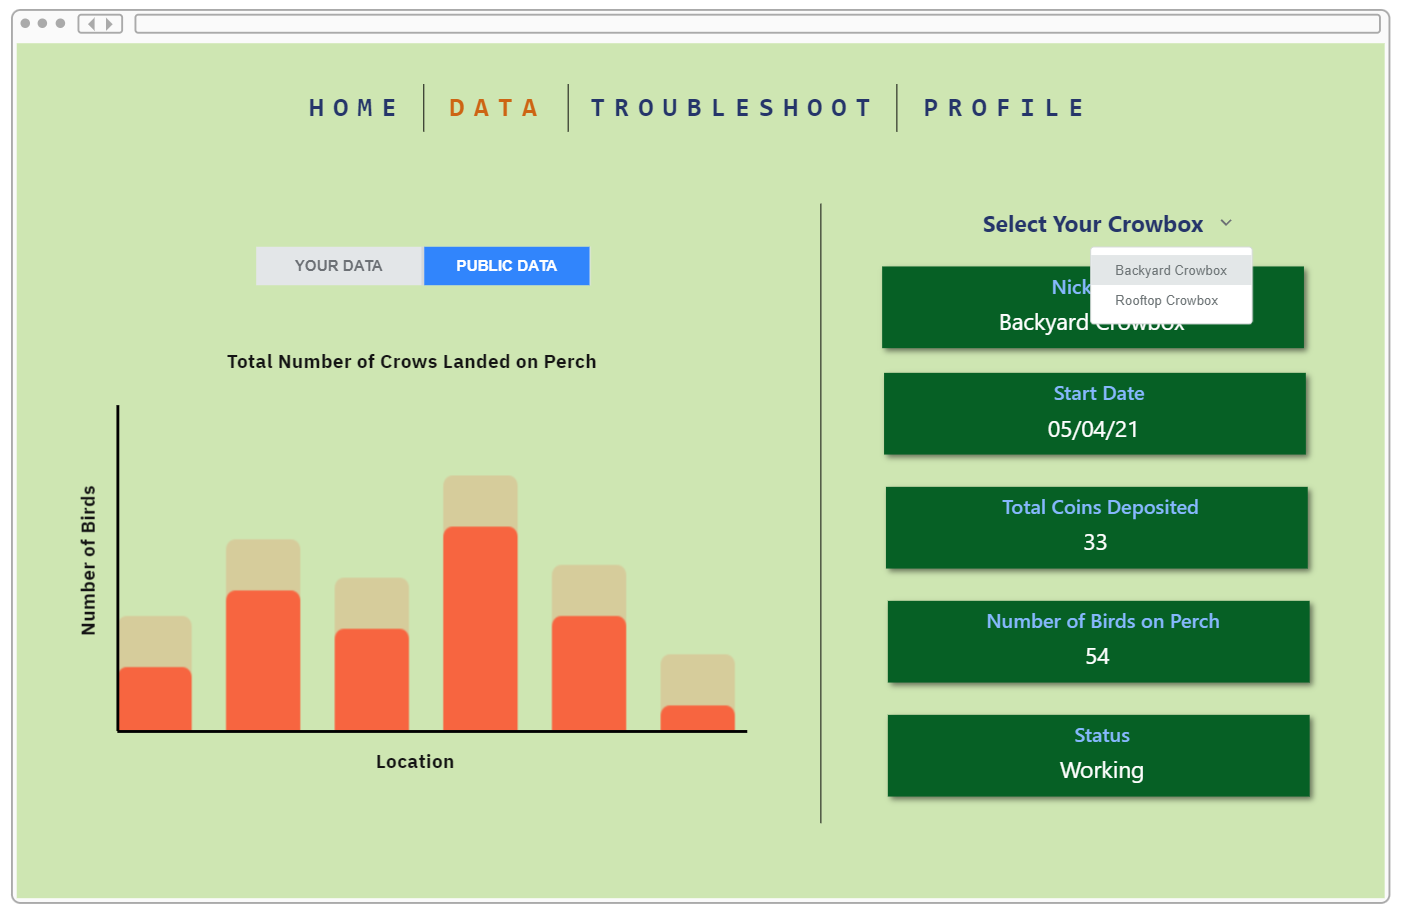 HOME DATA TROUBLESHOOT PROFILE
YOUR DATA PUBLIC DATA
Total Number of Crows Landed on Perch
Number of Birds
Location
Select Your Crowbox
Backyard Crowbox
Rooftop Crowbox
Nick
Backyard Crowbox
Start Date
05/04/21
Total Coins Deposited
33
Number of Birds on Perch
54
Status
Working